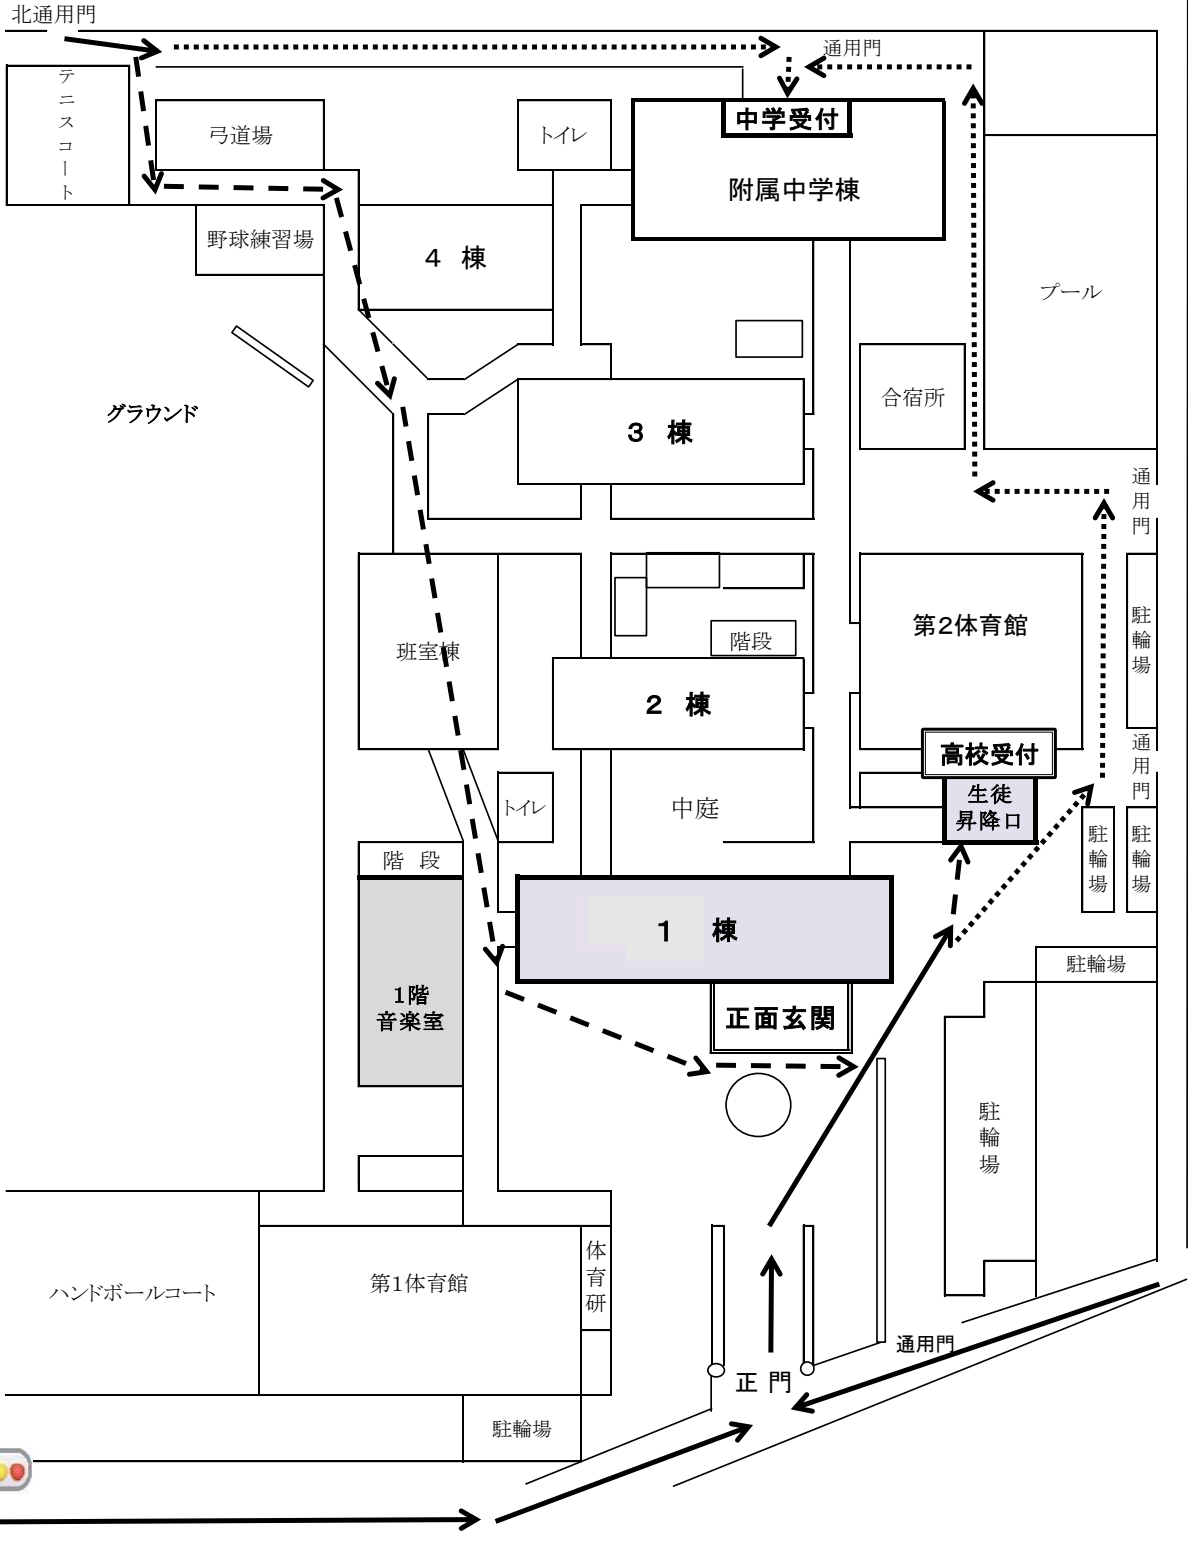 北通用門
通用門
テニスコート
弓道場
トイレ
中学受付
附属中学棟
野球練習場
４　棟
プール
合宿所
グラウンド
３　棟
通用門
班室棟
階段
第２体育館
駐輪場
２　棟
高校受付
通用門
生徒
昇降口
トイレ
中庭
駐輪場
駐輪場
階　段
１　棟
駐輪場
１階
音楽室
正面玄関
駐輪場
体育研
第１体育館
ハンドボールコート
通用門
正 門
駐輪場